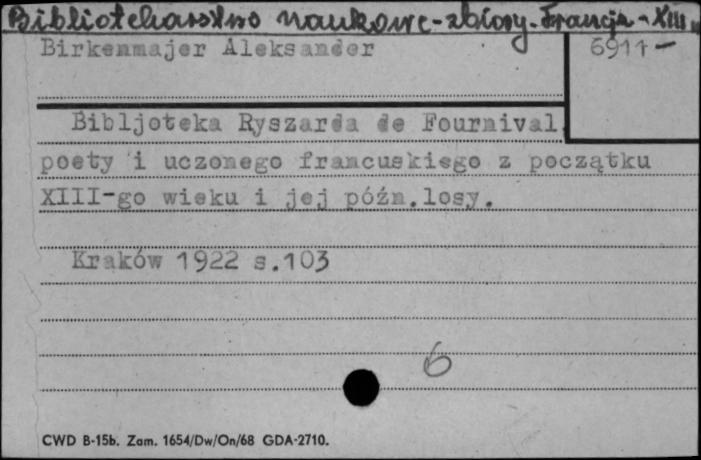 Bibliotekarstwo naukowe-zbiory-Francja-XIII w
Birkenmajer Aleksander
6911-
Bibljoteka Ryszarda de Fournival
poety i uczonego francuskiego z początku
XIII-go wieku i jej późn.losy.
Kraków 1922 s.103
6
CWD B-15b. Zam. 1654/Dw/On/68 GDA-2710.